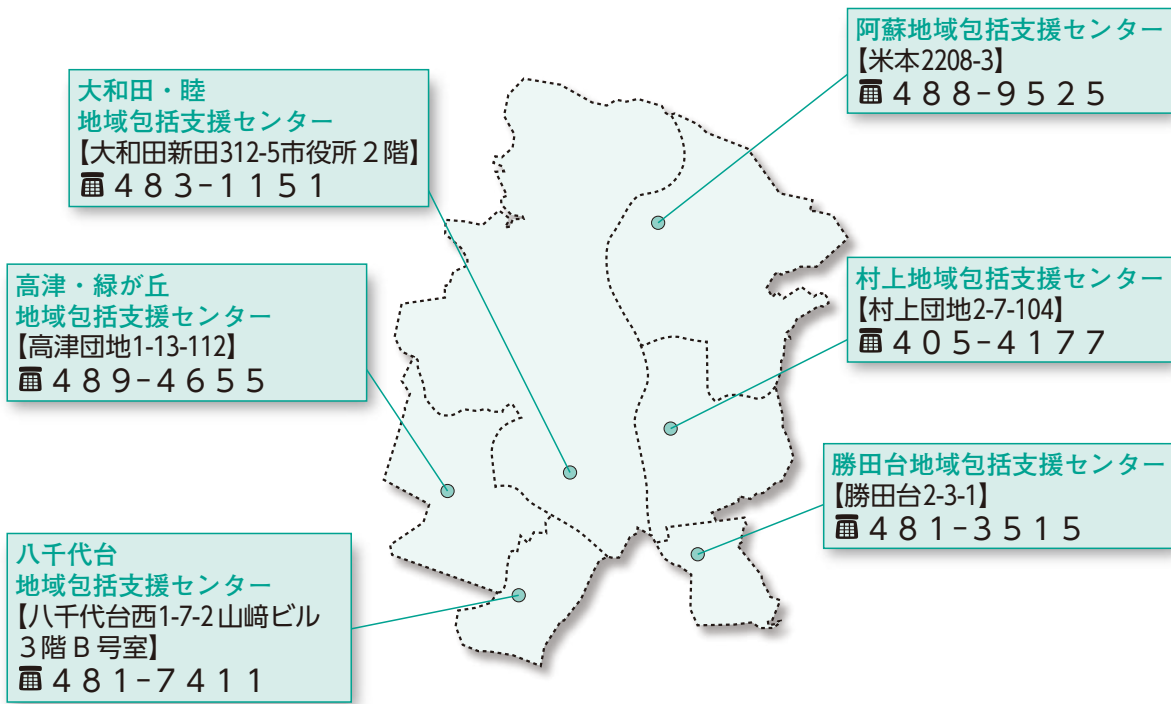 阿蘇地域包括支援センター
【米本2208-3】
488-9525
大和田・睦
地域包括支援センター
【大和田新田312-5市役所2階】
483-1151
高津・緑が丘
地域包括支援センター
【高津団地1-13-112】
489-4655
村上地域包括支援センター
【村上団地2-7-104】
405-4177
勝田台地域包括支援センター
【勝田台2-3-1】
481-3515
八千代台
地域包括支援センター
【八千代台西1-7-2山﨑ビル
3階B号室】
481-7411